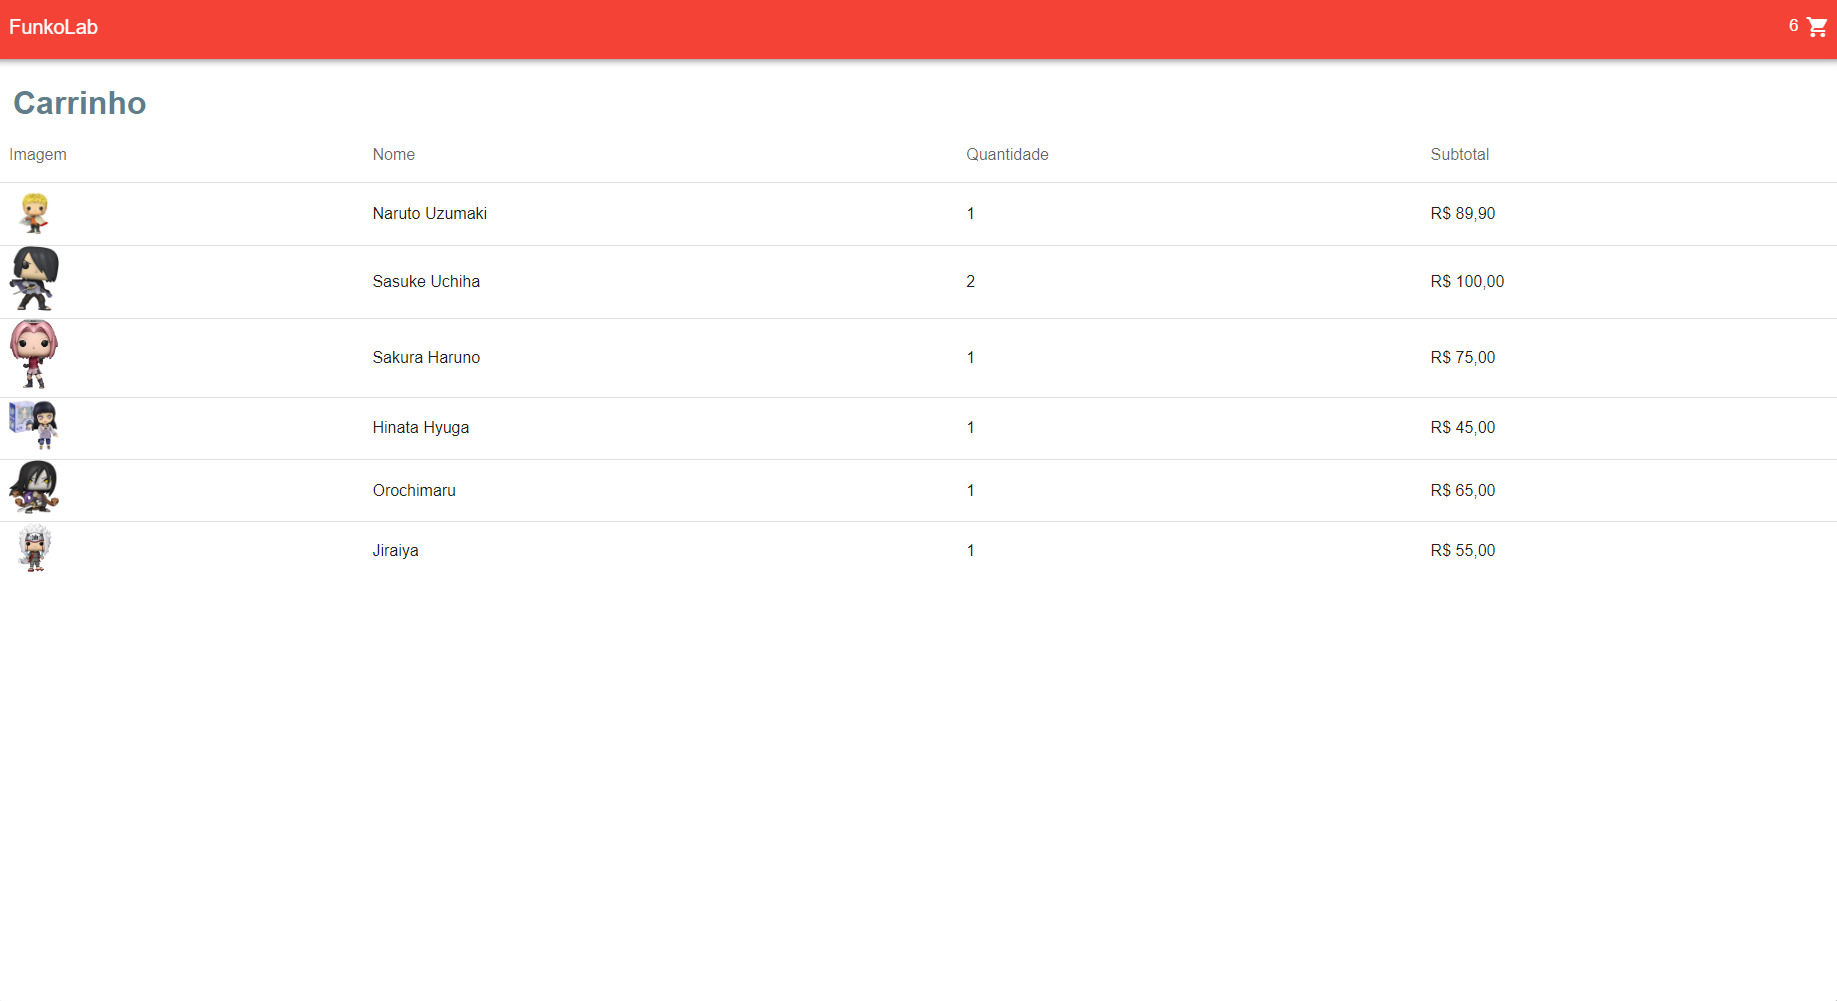 FunkoLab 6
Carrinho
Imagem Nome Quantidade Subtotal
Naruto Uzumaki 1 R$ 89,90
Sasuke Uchiha 2 R$ 100,00
Sakura Haruno 1 R$ 75,00
Hinata Hyuga 1 R$ 45,00
Orochimaru 1 R$ 65,00
Jiraiya 1 R$ 55,00